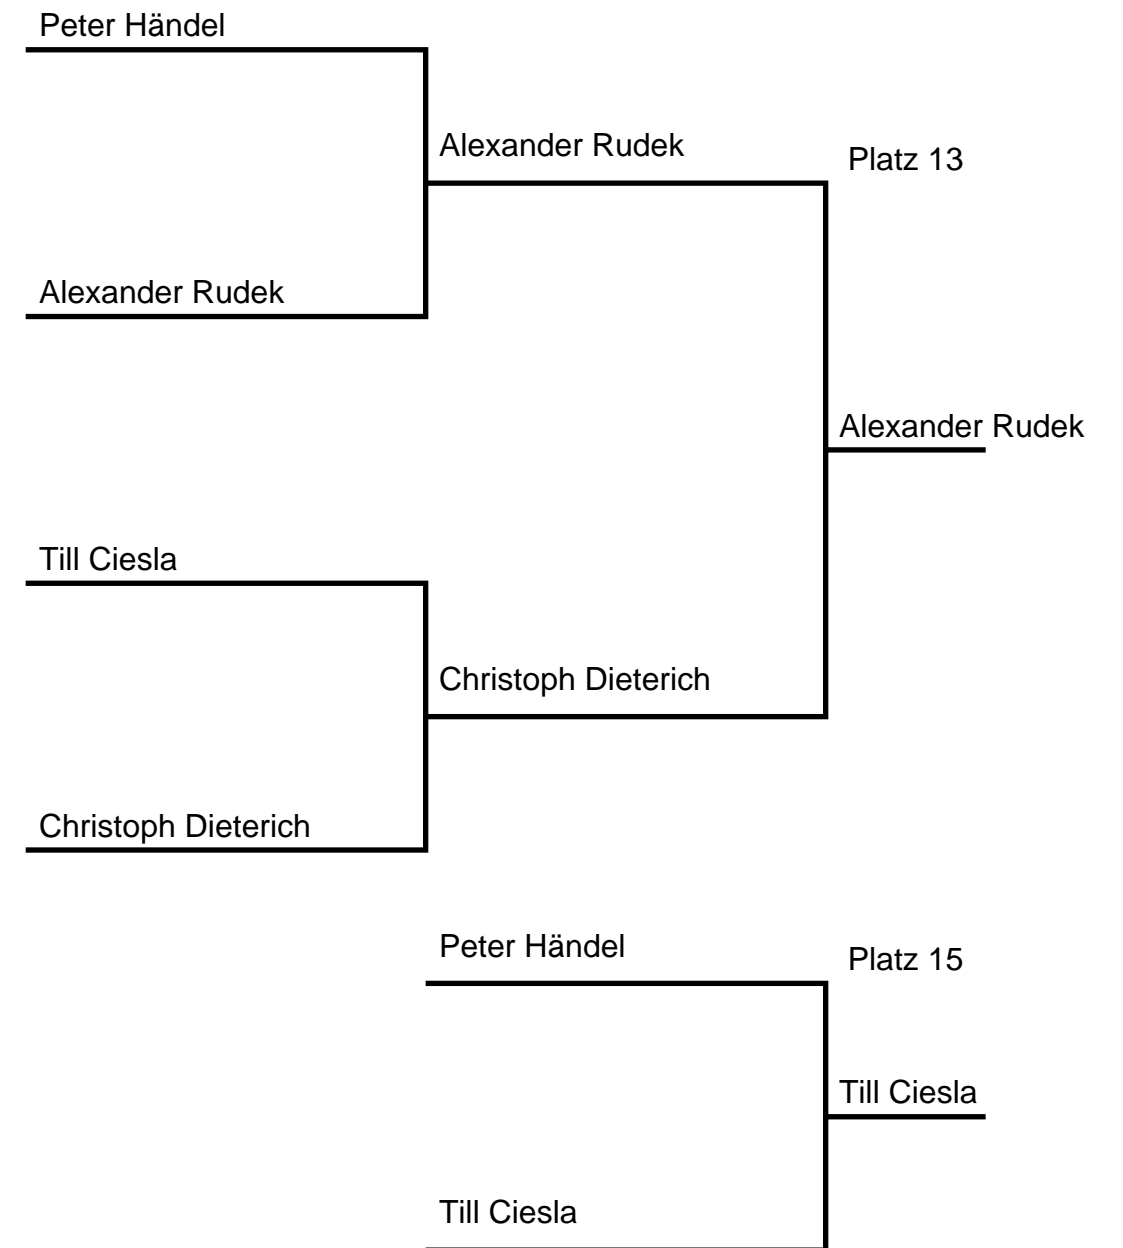 Peter Händel
Alexander Rudek
Platz 13
Alexander Rudek
Alexander Rudek
Till Ciesla
Christoph Dieterich
Christoph Dieterich
Peter Händel
Platz 15
Till Ciesla
Till Ciesla